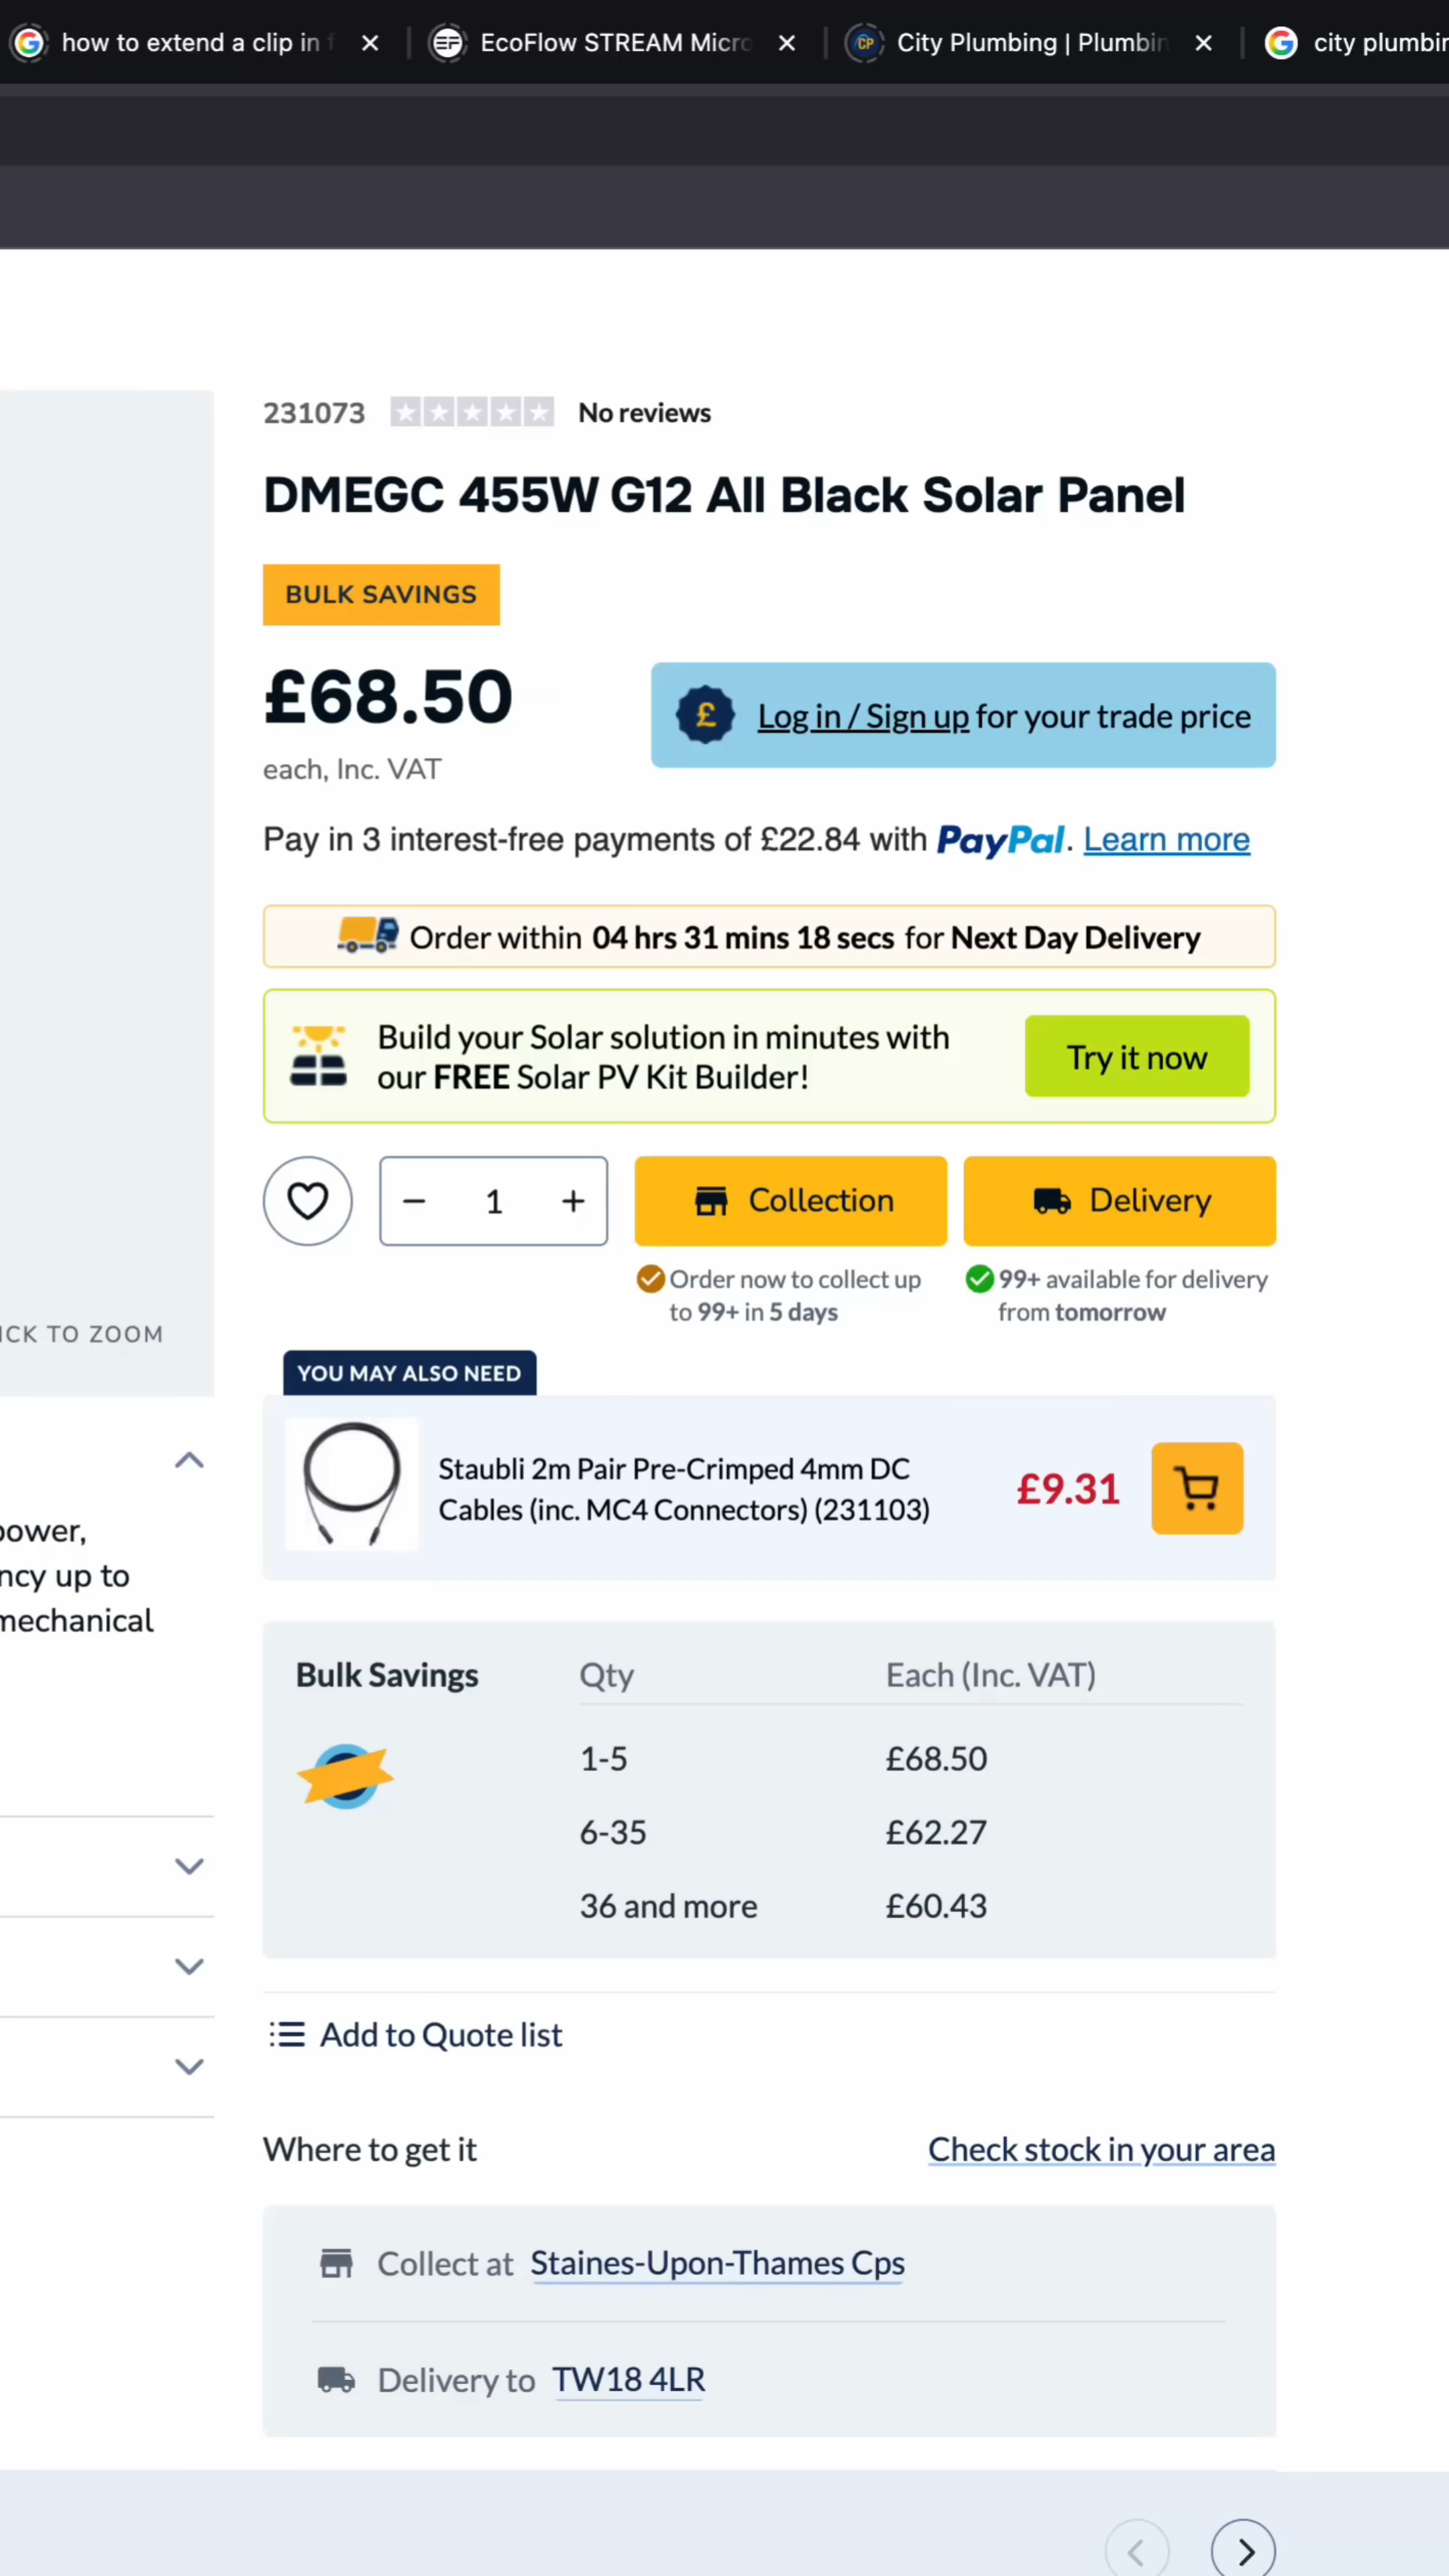 how to extend a clip in
EcoFlow STREAM Micro
City Plumbing | Plumbin
city plumbin
231073
No reviews
DMEGC 455W G12 All Black Solar Panel
BULK SAVINGS
£68.50
£ Log in / Sign up for your trade price
each, Inc. VAT
Pay in 3 interest-free payments of £22.84 with PayPal. Learn more
Order within 04 hrs 31 mins 18 secs for Next Day Delivery
Build your Solar solution in minutes with
our FREE Solar PV Kit Builder!
Try it now
− 1 +
Collection
Delivery
Order now to collect up
to 99+ in 5 days
99+ available for delivery
from tomorrow
ICK TO ZOOM
YOU MAY ALSO NEED
Staubli 2m Pair Pre-Crimped 4mm DC
Cables (inc. MC4 Connectors) (231103)
£9.31
power,
ncy up to
mechanical
Bulk Savings Qty Each (Inc. VAT)
1-5 £68.50
6-35 £62.27
36 and more £60.43
Add to Quote list
Where to get it
Check stock in your area
Collect at Staines-Upon-Thames Cps
Delivery to TW18 4LR